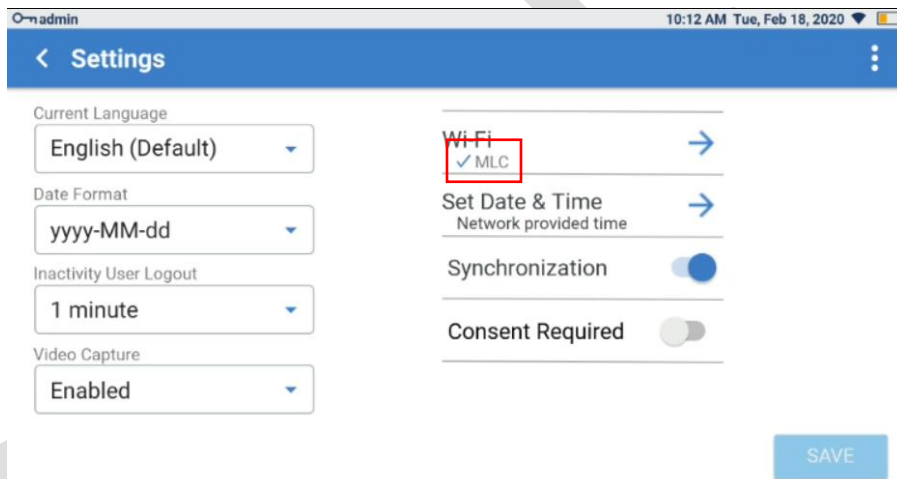 admin
10:12 AM Tue, Feb 18, 2020
Settings
Current Language
English (Default)
Date Format
yyyy-MM-dd
Inactivity User Logout
1 minute
Video Capture
Enabled
Wi-Fi
MLC
Set Date & Time
Network provided time
Synchronization
Consent Required
SAVE